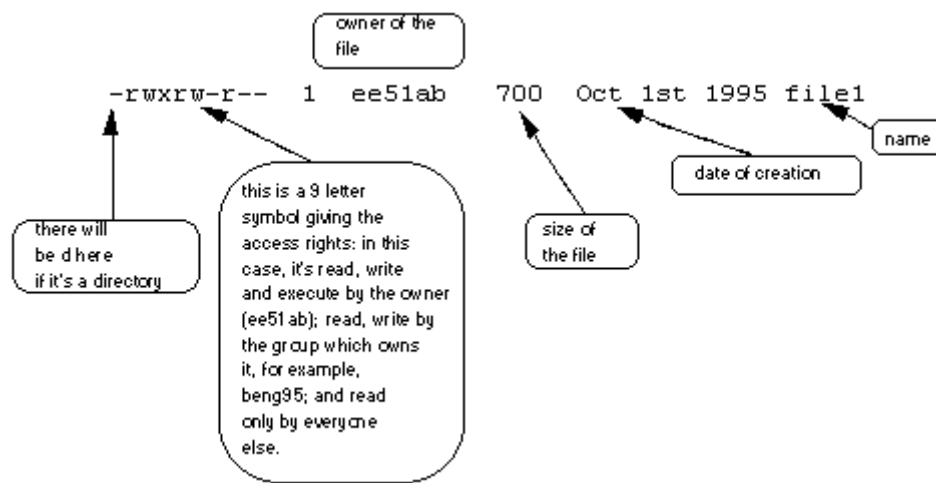 owner of the
file
-rwxrw-r-- 1 ee51ab 700 Oct 1st 1995 file1
name
date of creation
there will
be d here
if it's a directory
this is a 9 letter
symbol giving the
access rights: in this
case, it's read, write
and execute by the owner
(ee51ab); read, write by
the group which owns
it, for example,
beng95; and read
only by everyone
else.
size of
the file